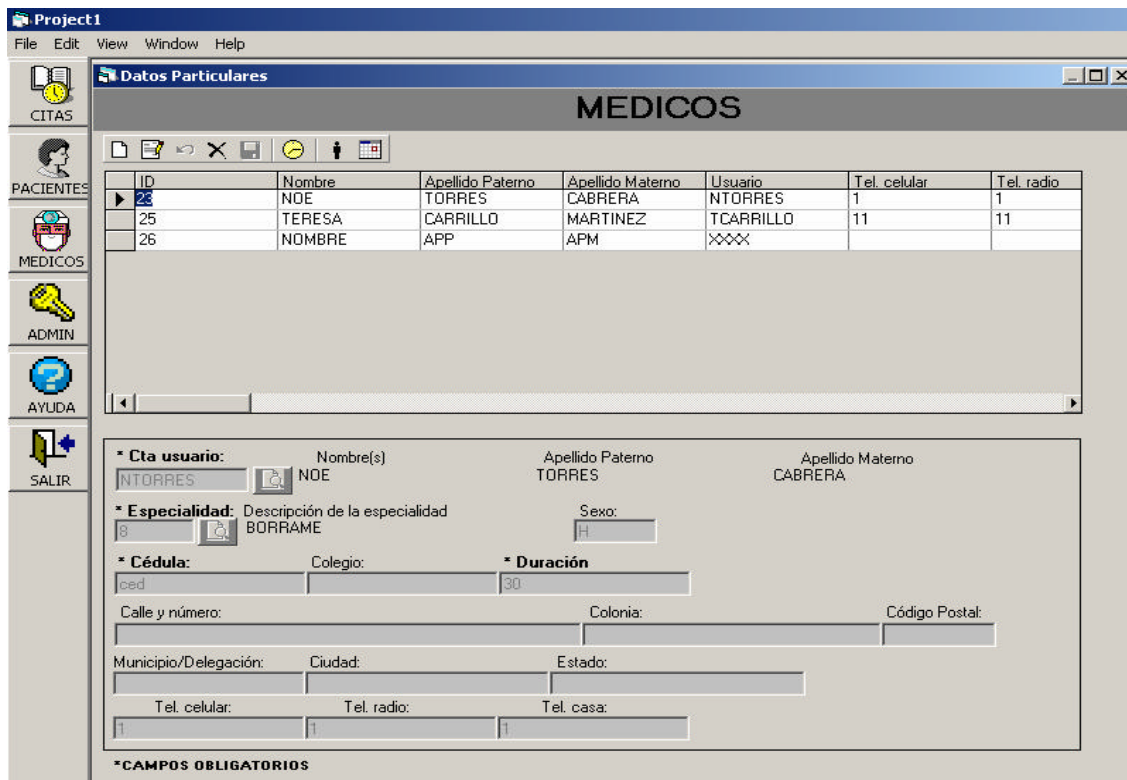 Project1
File Edit View Window Help
Datos Particulares
MEDICOS
CITAS
PACIENTES
MEDICOS
ADMIN
AYUDA
SALIR
ID Nombre Apellido Paterno Apellido Materno Usuario Tel. celular Tel. radio
23 NOE TORRES CABRERA NTORRES 1 1
25 TERESA CARRILLO MARTINEZ TCARRILLO 11 11
26 NOMBRE APP APM XXXX
* Cta usuario: Nombre(s) Apellido Paterno Apellido Materno
NTORRES NOE TORRES CABRERA
* Especialidad: Descripción de la especialidad Sexo:
8 BORRAME H
* Cédula: Colegio: * Duración
ced 30
Calle y número: Colonia: Código Postal:
Municipio/Delegación: Ciudad: Estado:
Tel. celular: Tel. radio: Tel. casa:
1 1 1
*CAMPOS OBLIGATORIOS